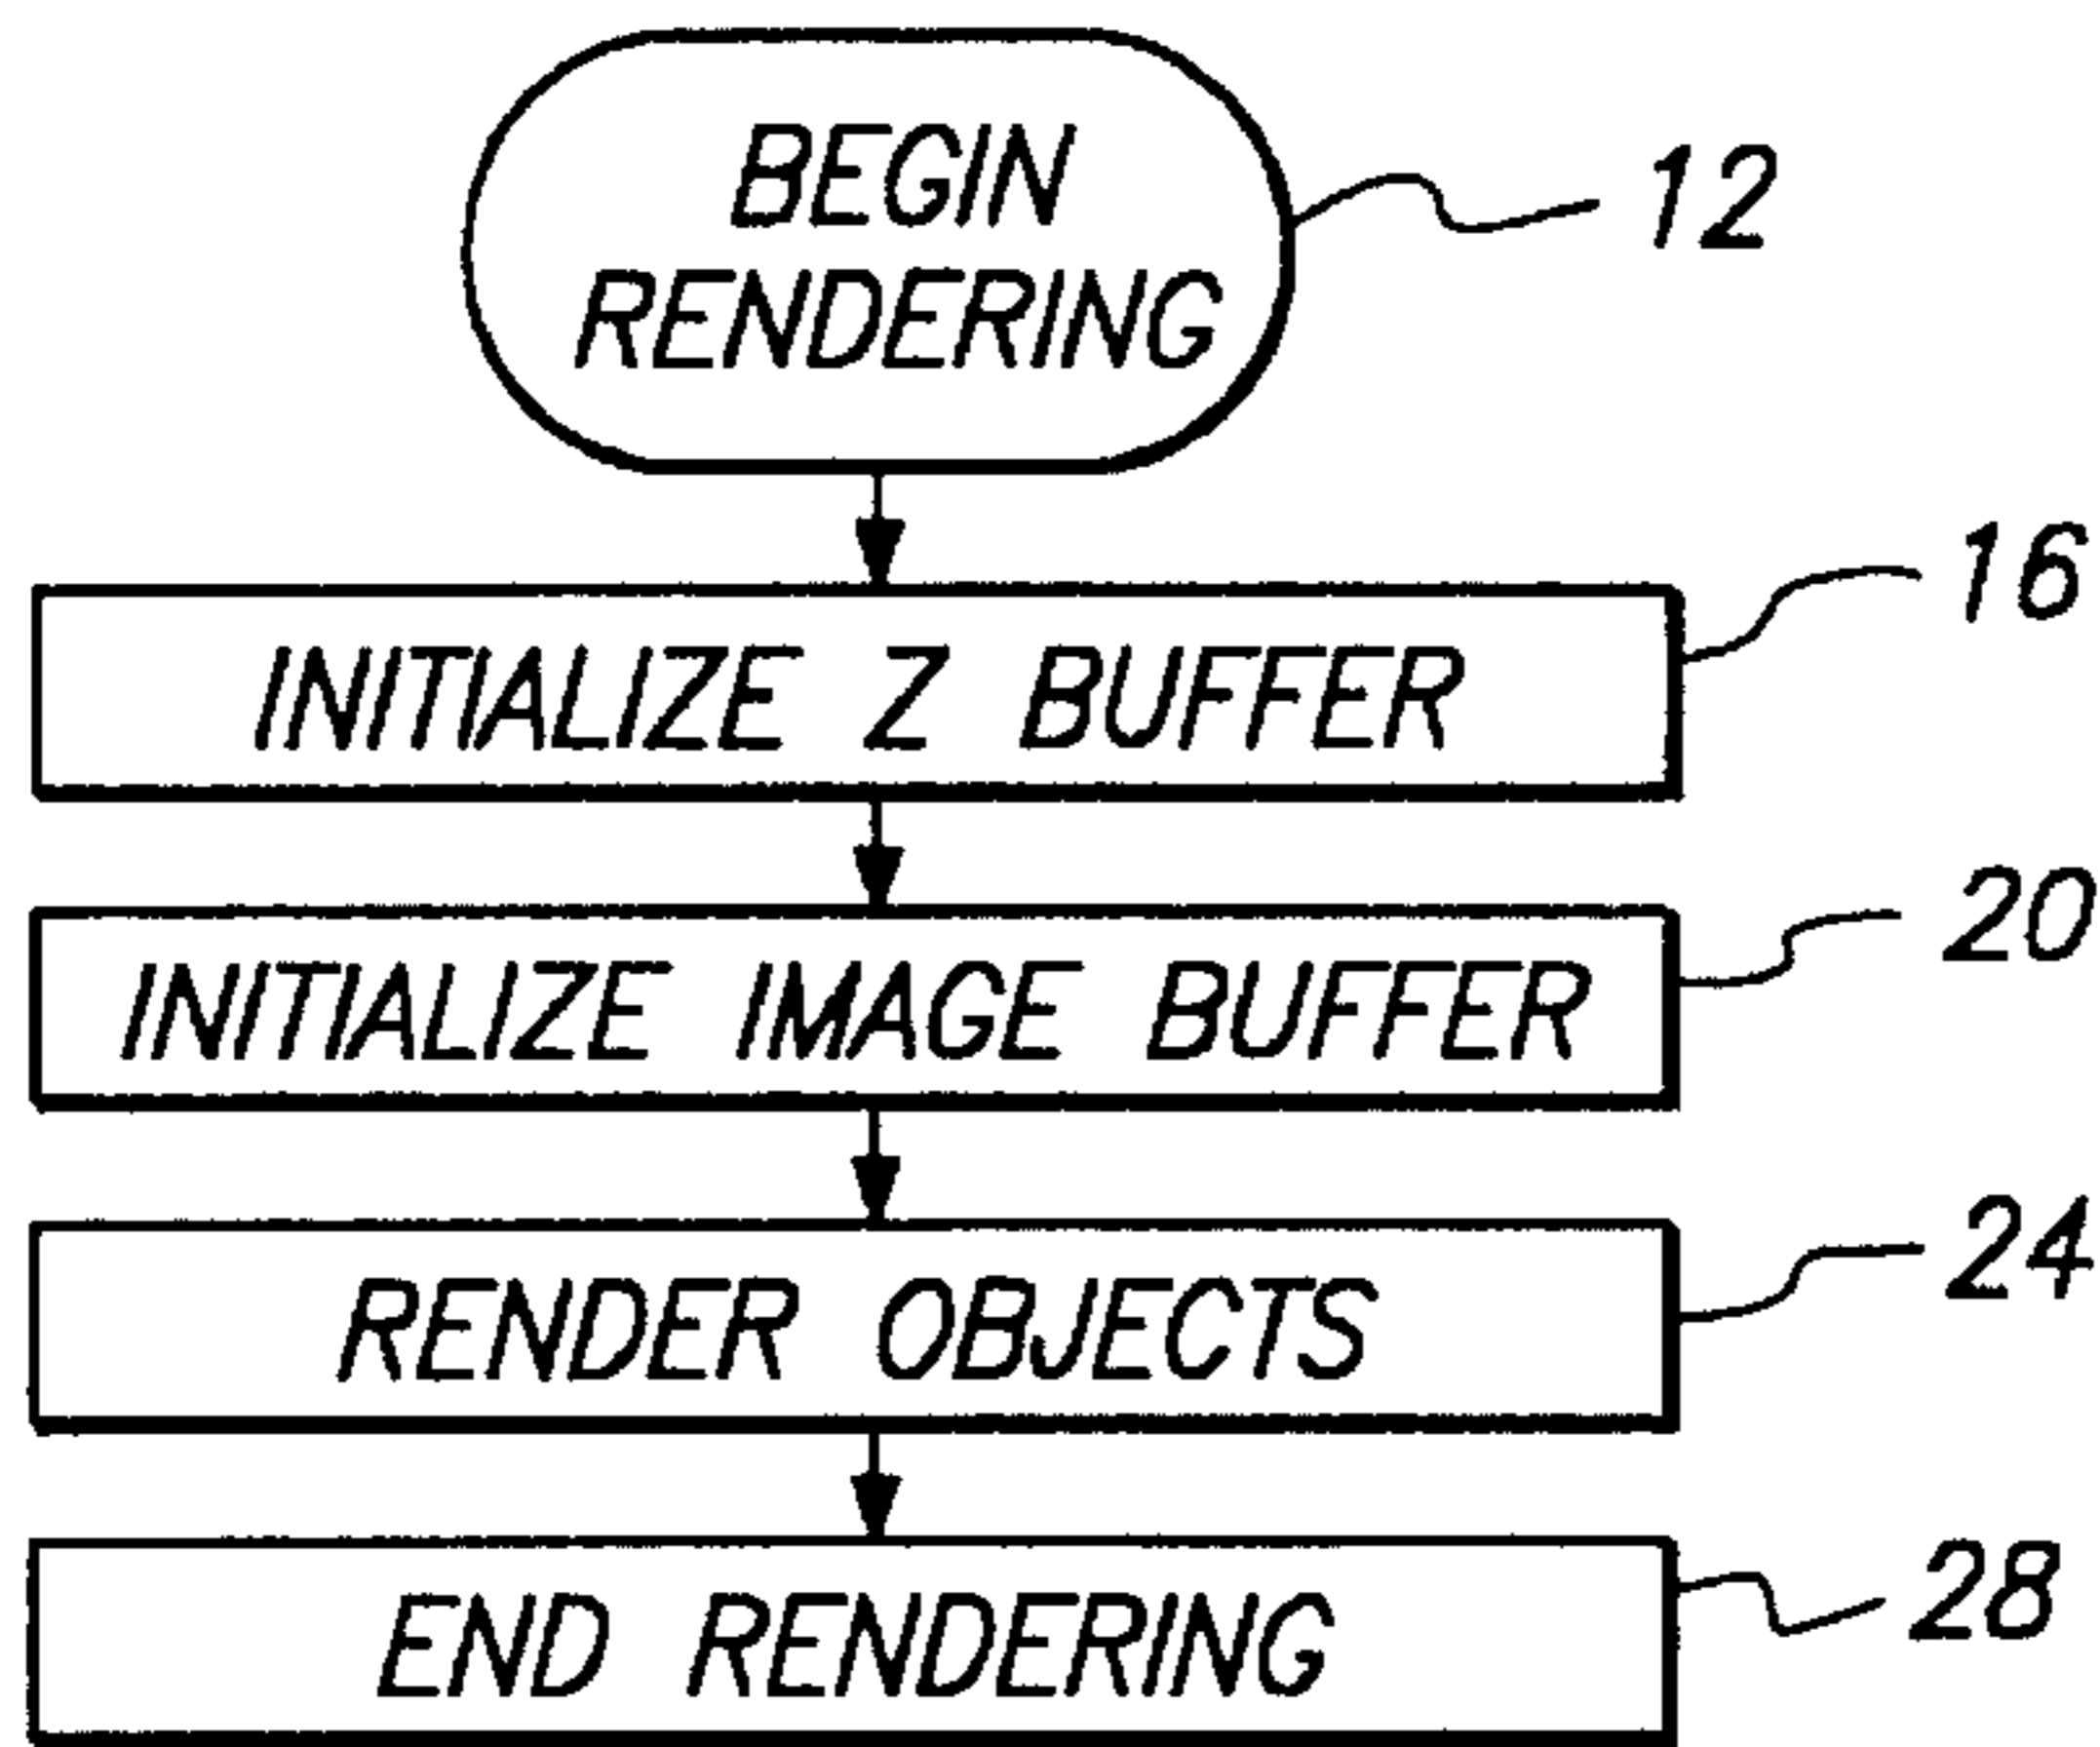 BEGIN
RENDERING
12
INITIALIZE Z BUFFER
16
INITIALIZE IMAGE BUFFER
20
RENDER OBJECTS
24
END RENDERING
28